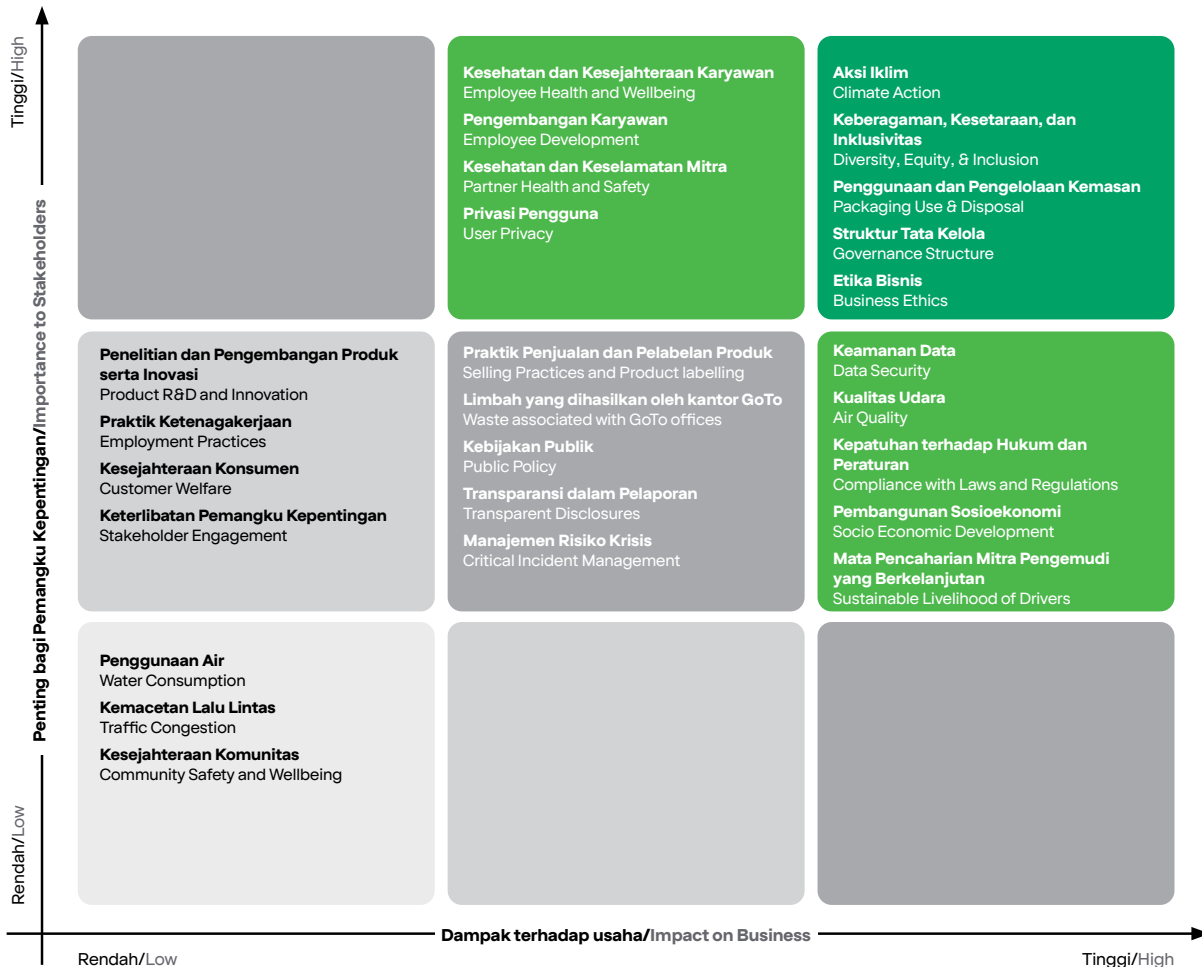 Tinggi/High
Penting bagi Pemangku Kepentingan/Importance to Stakeholders
Rendah/Low
Kesehatan dan Kesejahteraan Karyawan
Employee Health and Wellbeing
Pengembangan Karyawan
Employee Development
Kesehatan dan Keselamatan Mitra
Partner Health and Safety
Privasi Pengguna
User Privacy
Aksi Iklim
Climate Action
Keberagaman, Kesetaraan, dan
Inklusivitas
Diversity, Equity, & Inclusion
Penggunaan dan Pengelolaan Kemasan
Packaging Use & Disposal
Struktur Tata Kelola
Governance Structure
Etika Bisnis
Business Ethics
Penelitian dan Pengembangan Produk
serta Inovasi
Product R&D and Innovation
Praktik Ketenagakerjaan
Employment Practices
Kesejahteraan Konsumen
Customer Welfare
Keterlibatan Pemangku Kepentingan
Stakeholder Engagement
Praktik Penjualan dan Pelabelan Produk
Selling Practices and Product labelling
Limbah yang dihasilkan oleh kantor GoTo
Waste associated with GoTo offices
Kebijakan Publik
Public Policy
Transparansi dalam Pelaporan
Transparent Disclosures
Manajemen Risiko Krisis
Critical Incident Management
Keamanan Data
Data Security
Kualitas Udara
Air Quality
Kepatuhan terhadap Hukum dan
Peraturan
Compliance with Laws and Regulations
Pembangunan Sosioekonomi
Socio Economic Development
Mata Pencaharian Mitra Pengemudi
yang Berkelanjutan
Sustainable Livelihood of Drivers
Penggunaan Air
Water Consumption
Kemacetan Lalu Lintas
Traffic Congestion
Kesejahteraan Komunitas
Community Safety and Wellbeing
Dampak terhadap usaha/Impact on Business
Rendah/Low
Tinggi/High